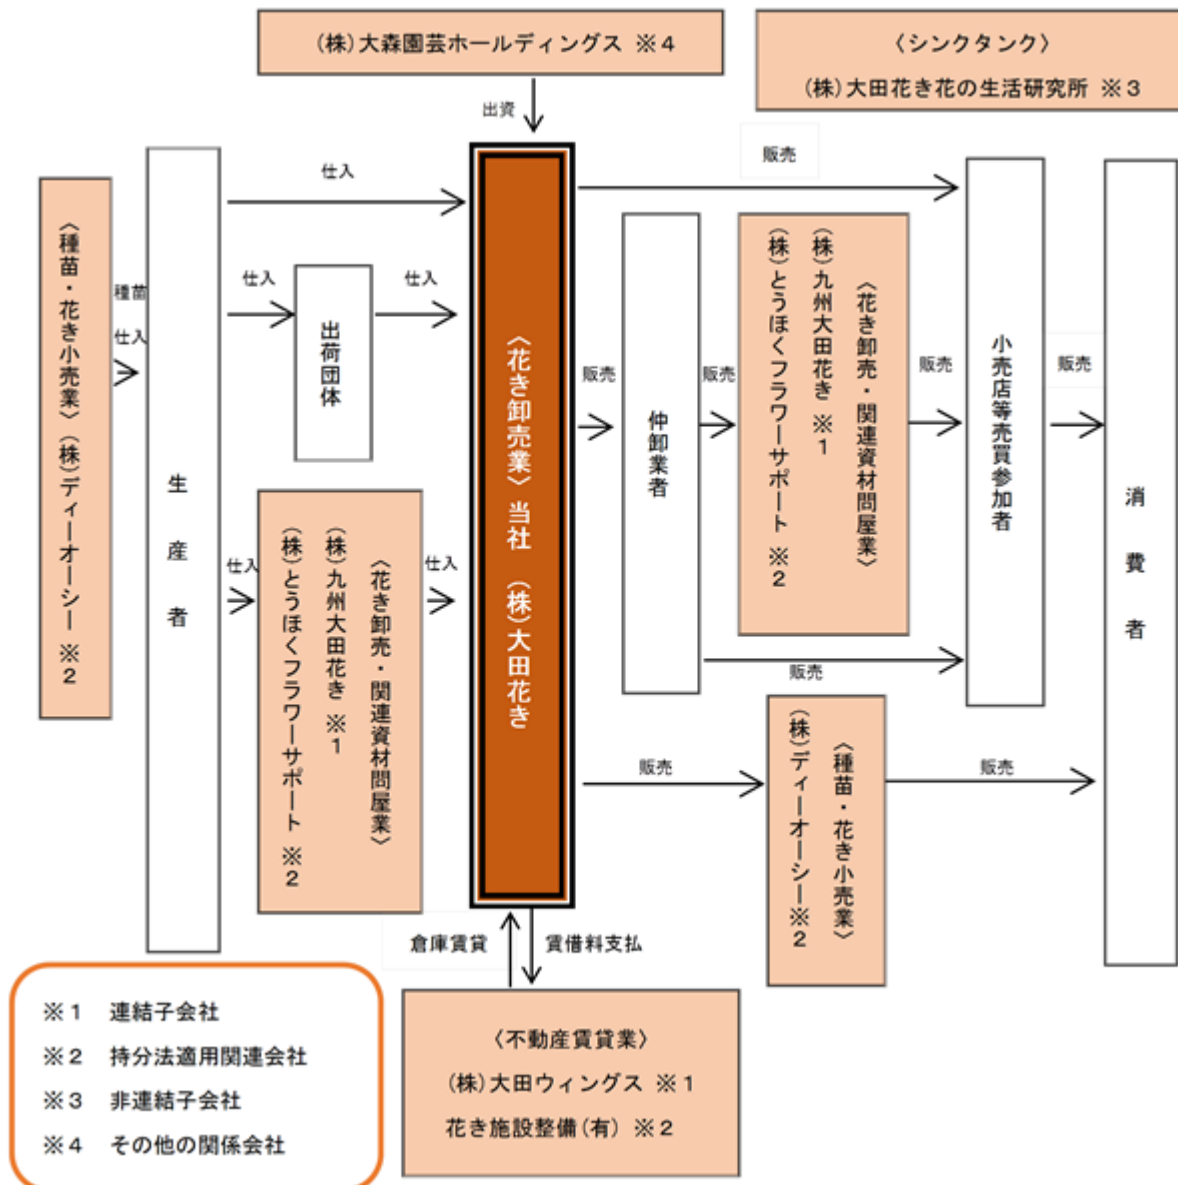 (株)大森園芸ホールディングス ※4
〈シンクタンク〉
(株)大田花き花の生活研究所 ※3
出資
〈種苗・花き小売業〉(株)ディーオーシー ※2
種苗
仕入
生産者
仕入
仕入
出荷団体
仕入
仕入
〈花き卸売・関連資材問屋業〉
(株)九州大田花き ※1
(株)とうほくフラワーサポート ※2
仕入
〈花き卸売業〉当社 (株)大田花き
販売
販売
仲卸業者
販売
〈花き卸売・関連資材問屋業〉
(株)九州大田花き ※1
(株)とうほくフラワーサポート ※2
販売
販売
小売店等売買参加者
販売
販売
〈種苗・花き小売業〉
(株)ディーオーシー※2
販売
消費者
倉庫賃貸
賃借料支払
〈不動産賃貸業〉
(株)大田ウィングス ※1
花き施設整備(有) ※2
※1 連結子会社
※2 持分法適用関連会社
※3 非連結子会社
※4 その他の関係会社